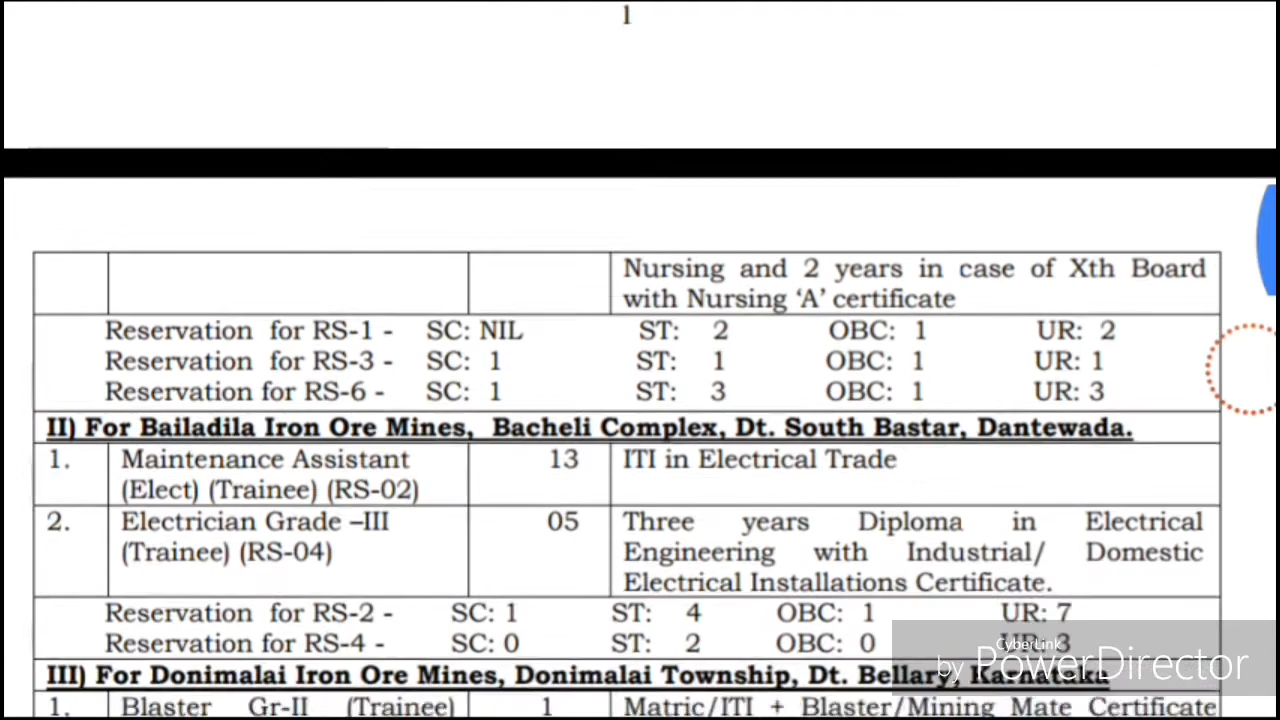 1
Nursing and 2 years in case of Xth Board
with Nursing ‘A’ certificate
Reservation for RS-1 - SC: NIL ST: 2 OBC: 1 UR: 2
Reservation for RS-3 - SC: 1 ST: 1 OBC: 1 UR: 1
Reservation for RS-6 - SC: 1 ST: 3 OBC: 1 UR: 3
II) For Bailadila Iron Ore Mines, Bacheli Complex, Dt. South Bastar, Dantewada.
1. Maintenance Assistant 13 ITI in Electrical Trade
(Elect) (Trainee) (RS-02)
2. Electrician Grade –III 05 Three years Diploma in Electrical
(Trainee) (RS-04) Engineering with Industrial/ Domestic
Electrical Installations Certificate.
Reservation for RS-2 - SC: 1 ST: 4 OBC: 1 UR: 7
Reservation for RS-4 - SC: 0 ST: 2 OBC: 0 UR: 3
CyberLink
by PowerDirector
III) For Donimalai Iron Ore Mines, Donimalai Township, Dt. Bellary, Karnataka
1. Blaster Gr-II (Trainee) 1 Matric/ITI + Blaster/Mining Mate Certificate